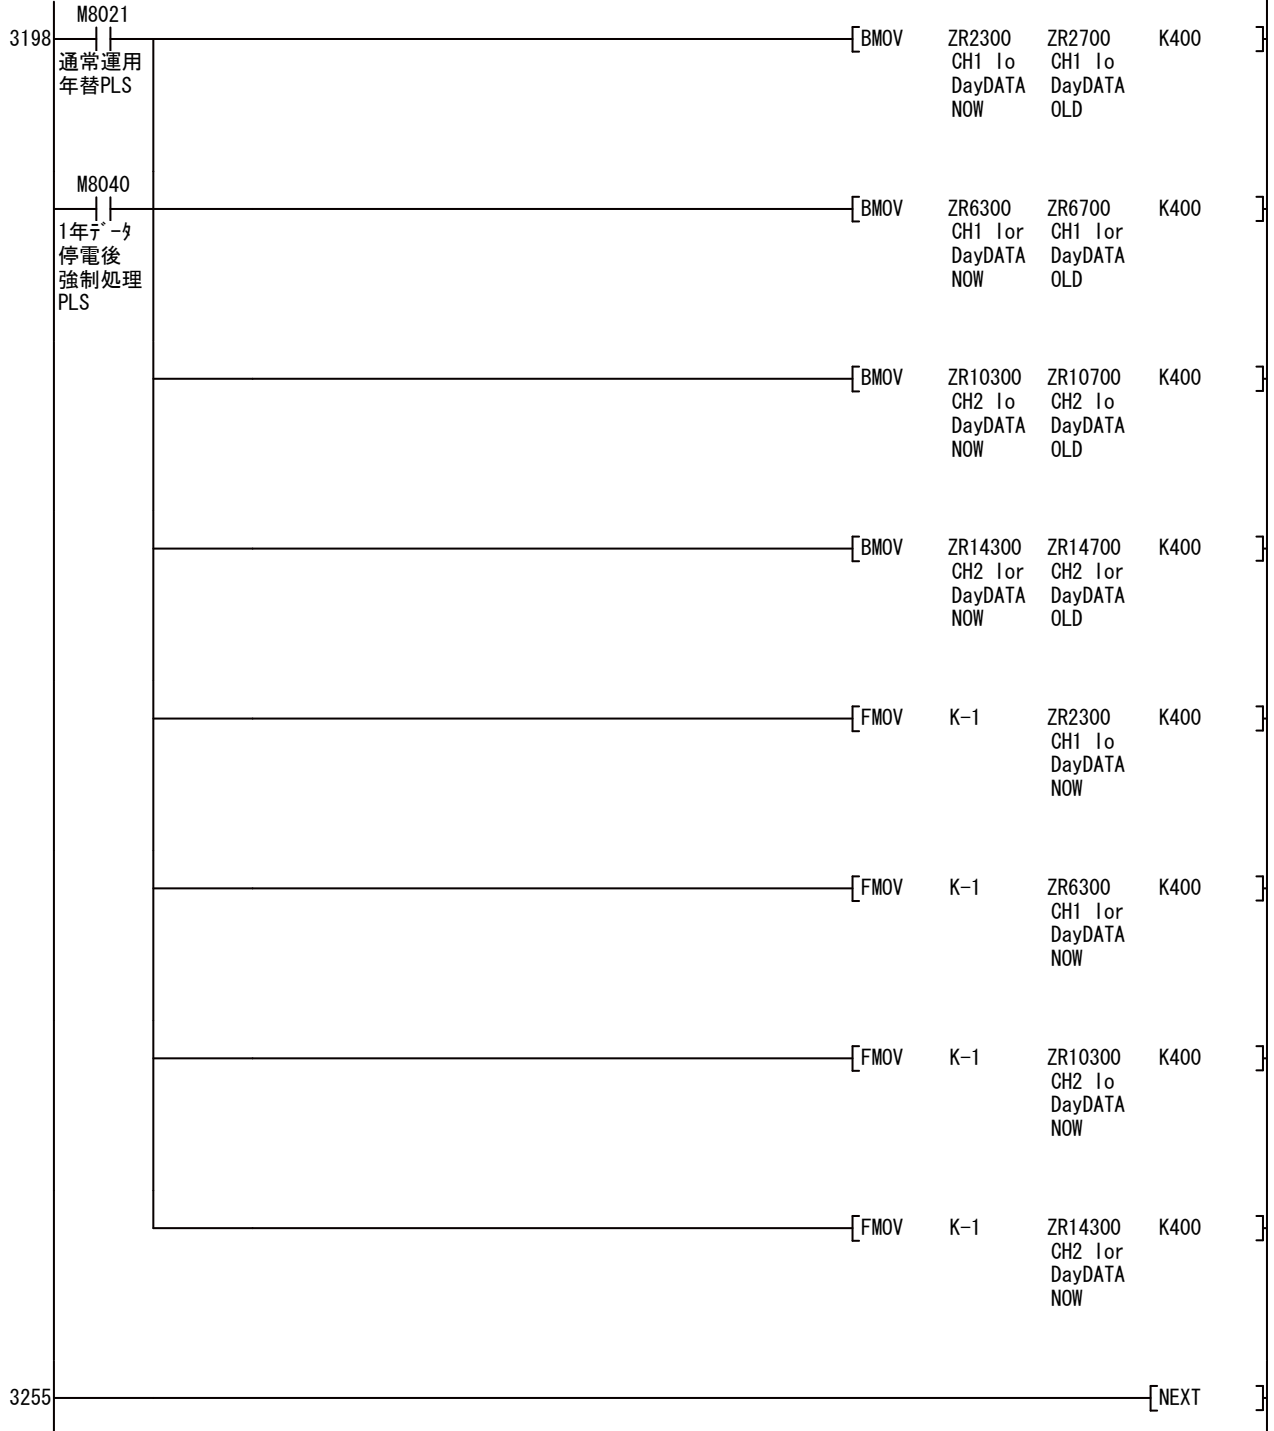 M8021
3198 [BMOV ZR2300 ZR2700 K400 ]
通常運用 CH1 Io CH1 Io
年替PLS DayDATA DayDATA
NOW OLD
M8040
[BMOV ZR6300 ZR6700 K400 ]
1年ﾃﾞｰﾀ CH1 Ior CH1 Ior
停電後 DayDATA DayDATA
強制処理 NOW OLD
PLS
[BMOV ZR10300 ZR10700 K400 ]
CH2 Io CH2 Io
DayDATA DayDATA
NOW OLD
[BMOV ZR14300 ZR14700 K400 ]
CH2 Ior CH2 Ior
DayDATA DayDATA
NOW OLD
[FMOV K-1 ZR2300 K400 ]
CH1 Io
DayDATA
NOW
[FMOV K-1 ZR6300 K400 ]
CH1 Ior
DayDATA
NOW
[FMOV K-1 ZR10300 K400 ]
CH2 Io
DayDATA
NOW
[FMOV K-1 ZR14300 K400 ]
CH2 Ior
DayDATA
NOW
3255 [NEXT ]